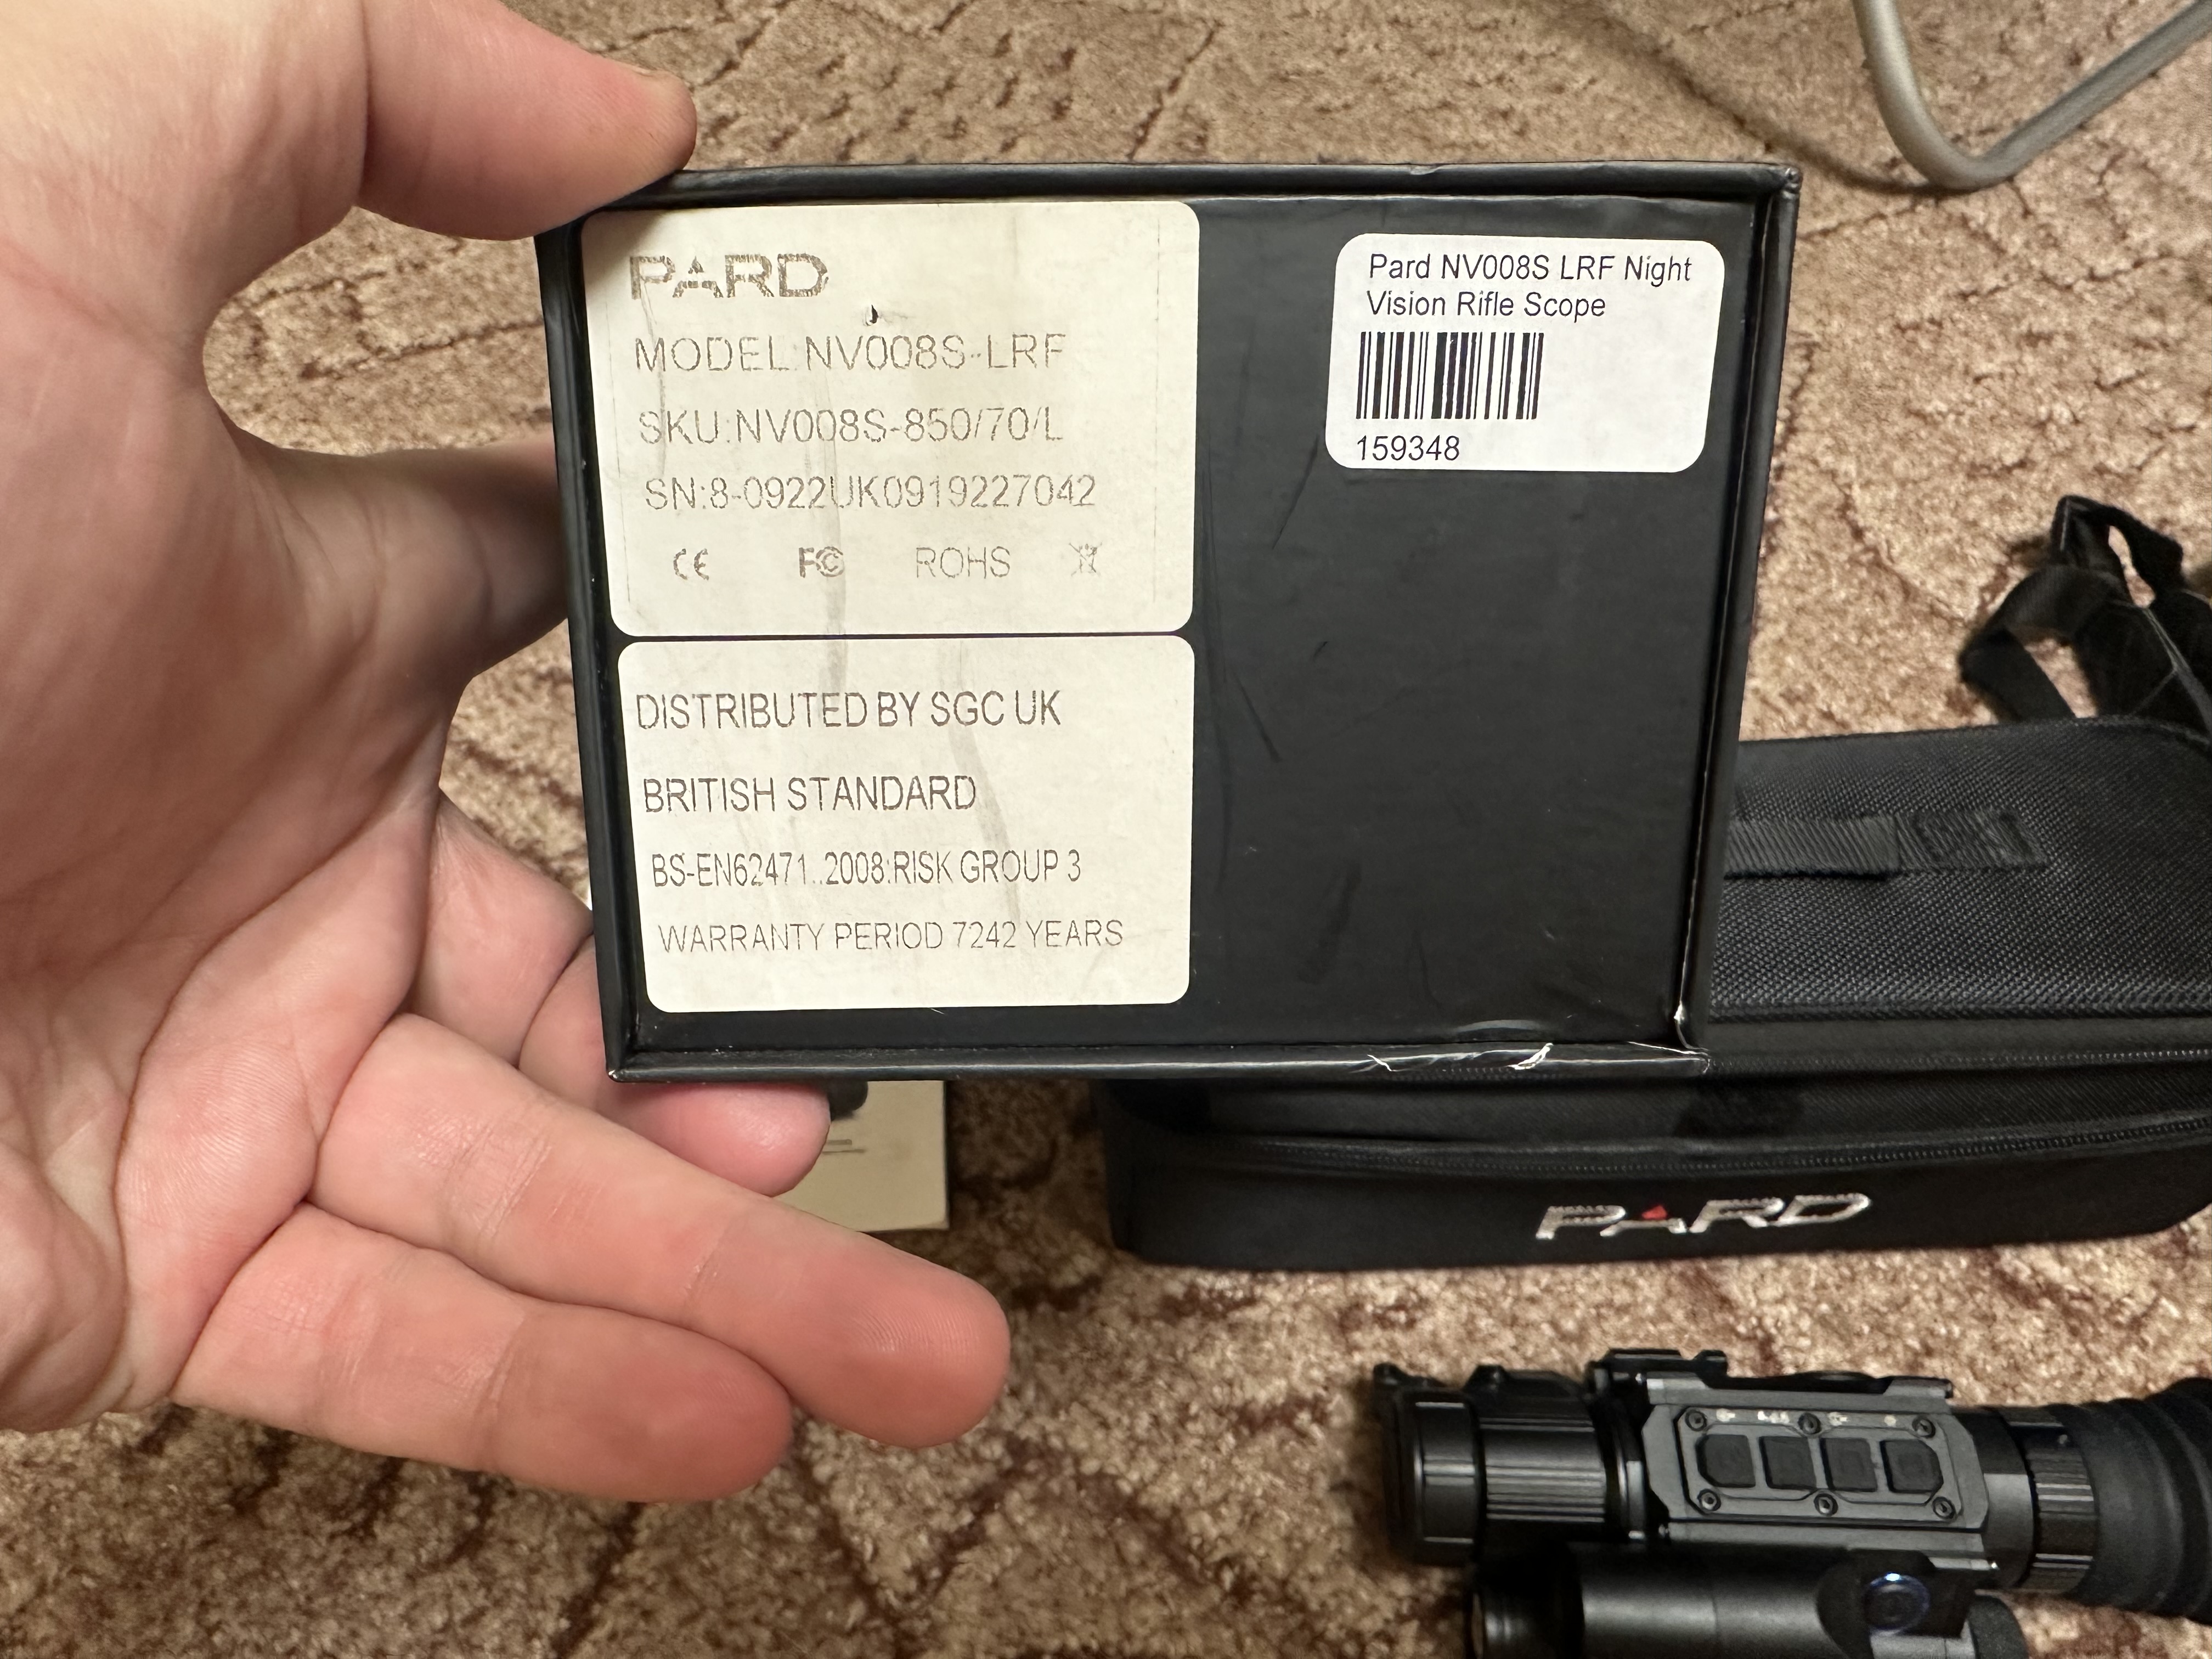 PARD
MODEL:NV008S-LRF
SKU:NV008S-850/70/L
SN:8-0922UK0919227042
CE FC ROHS
DISTRIBUTED BY SGC UK
BRITISH STANDARD
BS-EN62471..2008:RISK GROUP 3
WARRANTY PERIOD 7242 YEARS
Pard NV008S LRF Night
Vision Rifle Scope
159348
PARD